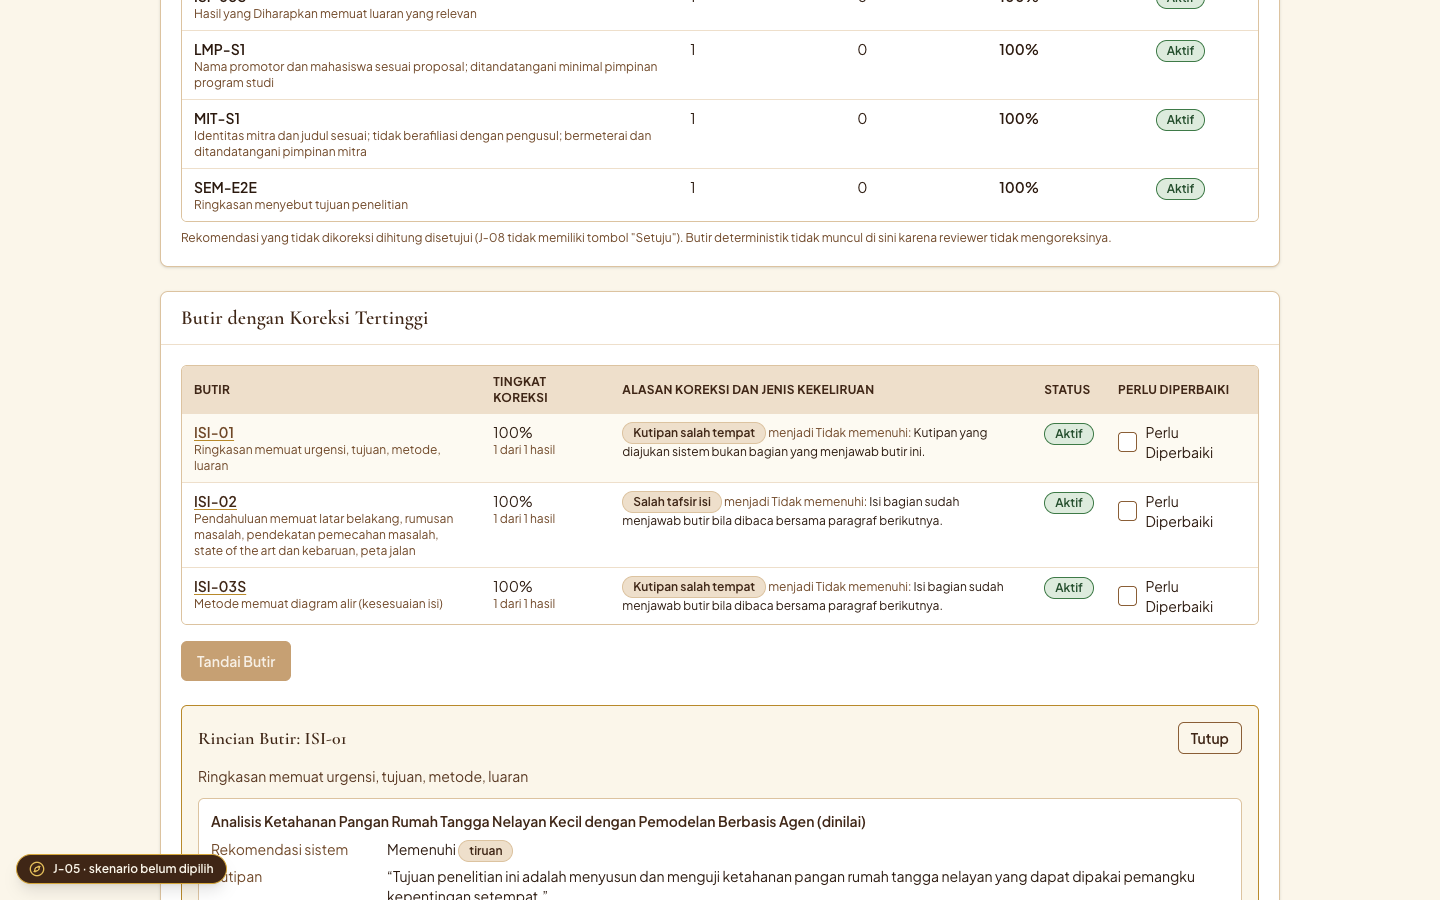 Hasil yang Diharapkan memuat luaran yang relevan
100%
Aktif
LMP-S1 1 0 100% Aktif
Nama promotor dan mahasiswa sesuai proposal; ditandatangani minimal pimpinan
program studi
MIT-S1 1 0 100% Aktif
Identitas mitra dan judul sesuai; tidak berafiliasi dengan pengusul; bermeterai dan
ditandatangani pimpinan mitra
SEM-E2E 1 0 100% Aktif
Ringkasan menyebut tujuan penelitian
Rekomendasi yang tidak dikoreksi dihitung disetujui (J-08 tidak memiliki tombol "Setuju"). Butir deterministik tidak muncul di sini karena reviewer tidak mengoreksinya.
Butir dengan Koreksi Tertinggi
BUTIR
TINGKAT
KOREKSI
ALASAN KOREKSI DAN JENIS KEKELIRUAN
STATUS
PERLU DIPERBAIKI
ISI-01
Ringkasan memuat urgensi, tujuan, metode,
luaran
100%
1 dari 1 hasil
Kutipan salah tempat menjadi Tidak memenuhi: Kutipan yang
diajukan sistem bukan bagian yang menjawab butir ini.
Aktif
Perlu
Diperbaiki
ISI-02
Pendahuluan memuat latar belakang, rumusan
masalah, pendekatan pemecahan masalah,
state of the art dan kebaruan, peta jalan
100%
1 dari 1 hasil
Salah tafsir isi menjadi Tidak memenuhi: Isi bagian sudah
menjawab butir bila dibaca bersama paragraf berikutnya.
Aktif
Perlu
Diperbaiki
ISI-03S
Metode memuat diagram alir (kesesuaian isi)
100%
1 dari 1 hasil
Kutipan salah tempat menjadi Tidak memenuhi: Isi bagian sudah
menjawab butir bila dibaca bersama paragraf berikutnya.
Aktif
Perlu
Diperbaiki
Tandai Butir
Rincian Butir: ISI-01
Tutup
Ringkasan memuat urgensi, tujuan, metode, luaran
Analisis Ketahanan Pangan Rumah Tangga Nelayan Kecil dengan Pemodelan Berbasis Agen (dinilai)
Rekomendasi sistem Memenuhi tiruan
J-05 · skenario belum dipilih
“Tujuan penelitian ini adalah menyusun dan menguji ketahanan pangan rumah tangga nelayan yang dapat dipakai pemangku
kepentingan setempat.”